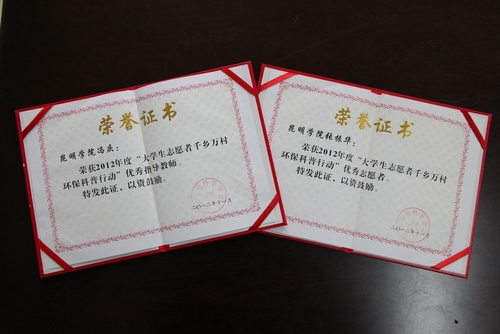 荣誉证书
昆明学院冯庆：
荣获2012年度“大学生志愿者千乡万村
环保科普行动”优秀指导教师。
特发此证，以资鼓励。
二〇一二年十一月
荣誉证书
昆明学院张振华：
荣获2012年度“大学生志愿者千乡万村
环保科普行动”优秀志愿者。
特发此证，以资鼓励。
二〇一二年十一月